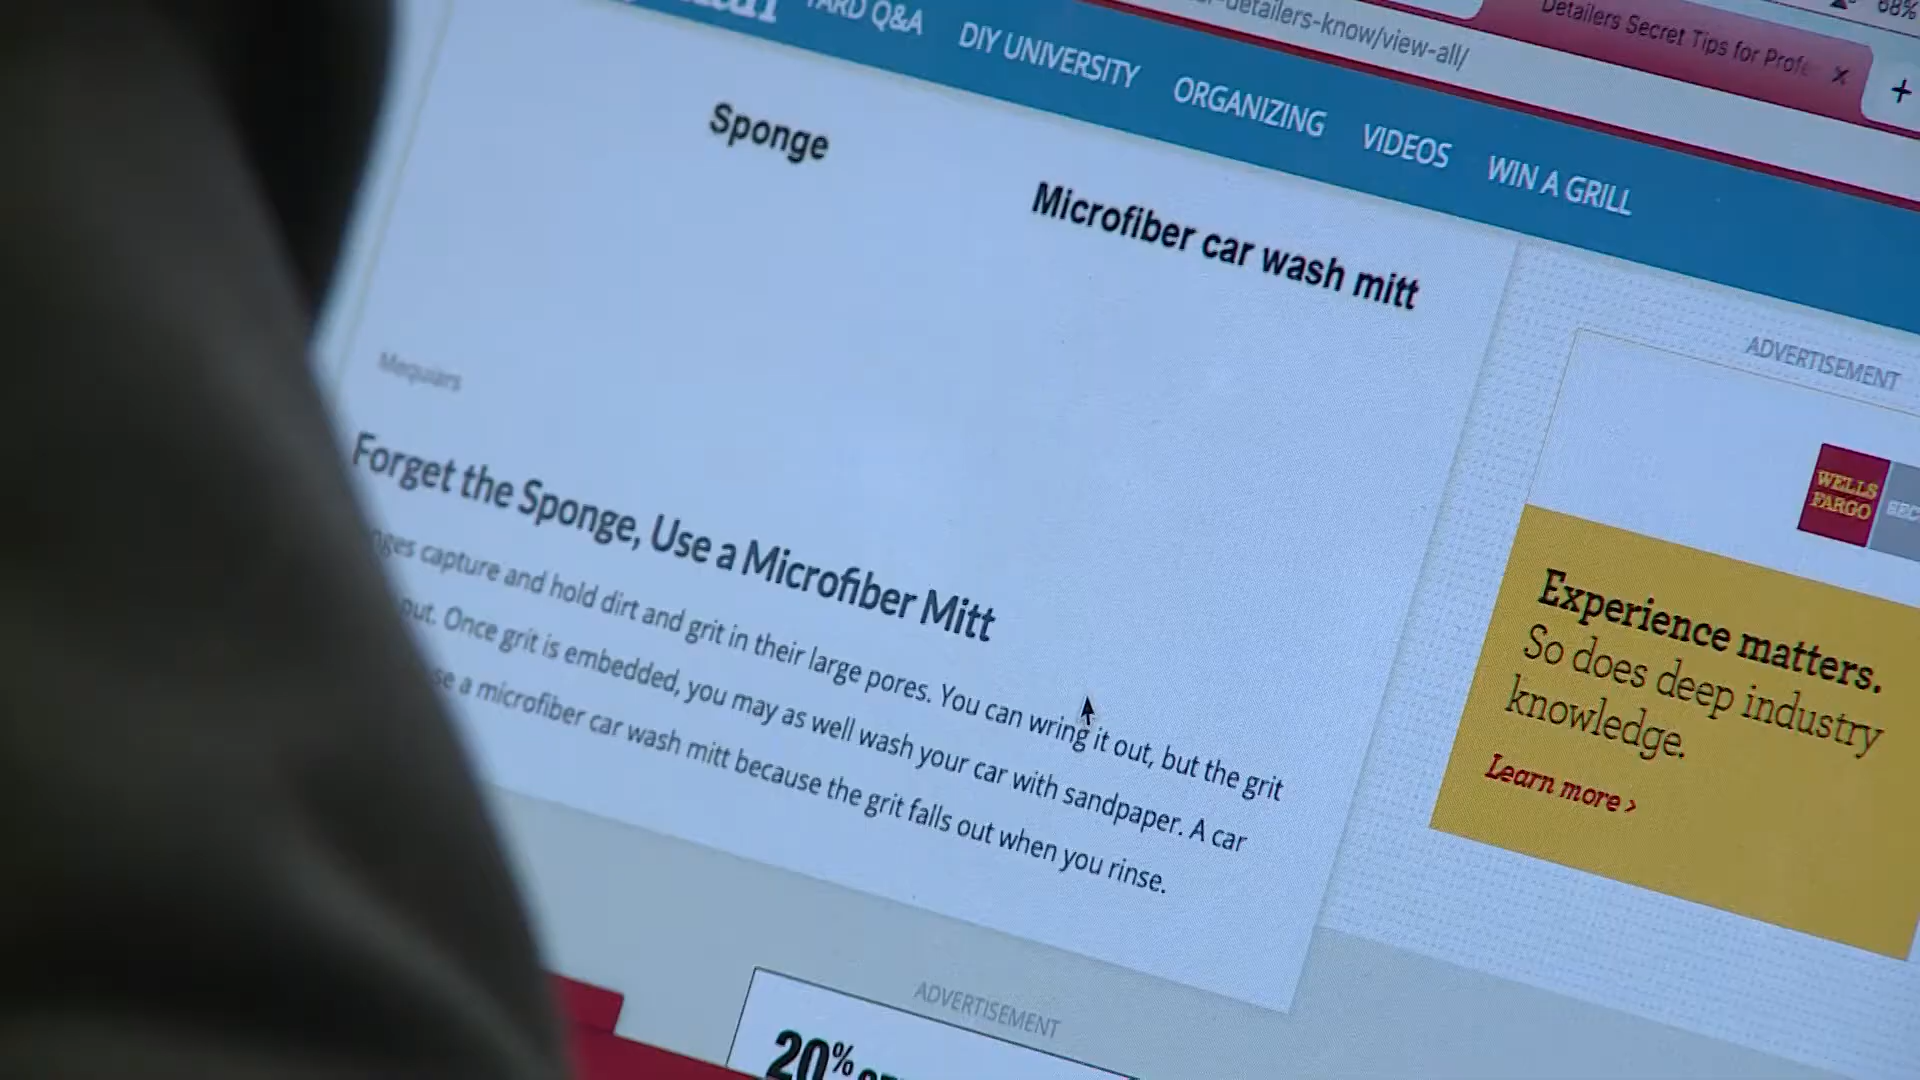 68%
Detailers Secret Tips for Profe
-detailers-know/view-all/
YARD Q&A DIY UNIVERSITY ORGANIZING VIDEOS WIN A GRILL
Sponge
Microfiber car wash mitt
Mequiars
Forget the Sponge, Use a Microfiber Mitt
capture and hold dirt and grit in their large pores. You can wring it out, but the grit
out. Once grit is embedded, you may as well wash your car with sandpaper. A car
a microfiber car wash mitt because the grit falls out when you rinse.
ADVERTISEMENT
WELLS
FARGO
Experience matters.
So does deep industry
knowledge.
Learn more >
ADVERTISEMENT
20%